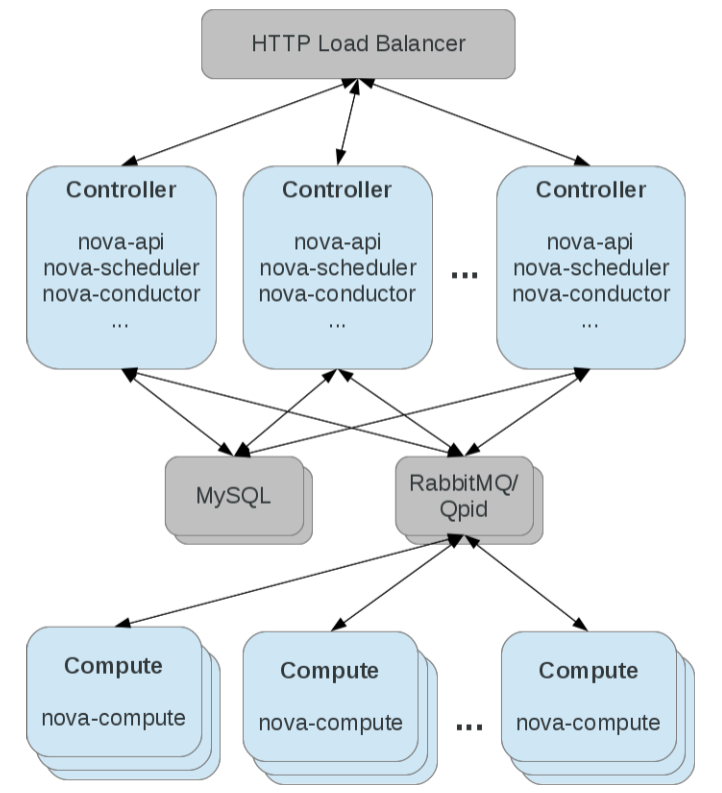 HTTP Load Balancer
Controller
nova-api
nova-scheduler
nova-conductor
...
Controller
nova-api
nova-scheduler
nova-conductor
...
...
Controller
nova-api
nova-scheduler
nova-conductor
...
MySQL
RabbitMQ/
Qpid
Compute
nova-compute
Compute
nova-compute
...
Compute
nova-compute